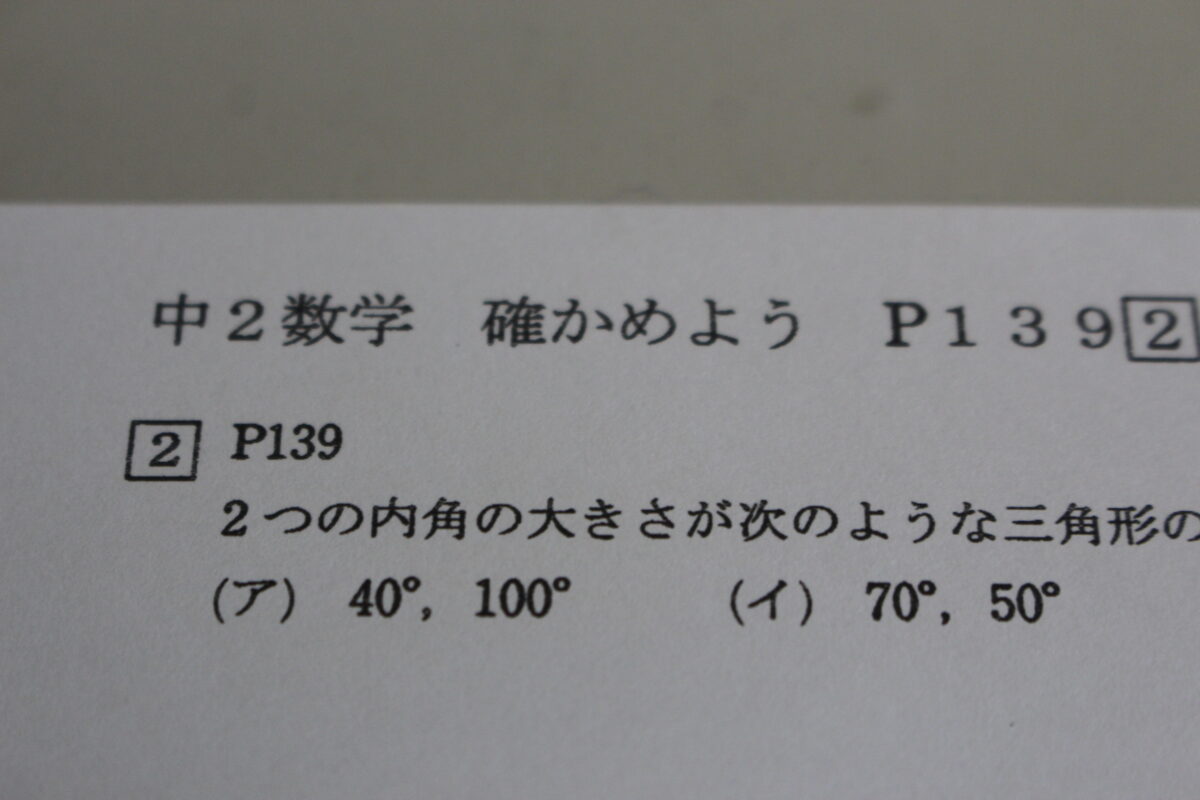 中２数学　確かめよう　P１３９２
２ P139
２つの内角の大きさが次のような三角形の
(ア) 40°, 100° (イ) 70°, 50°